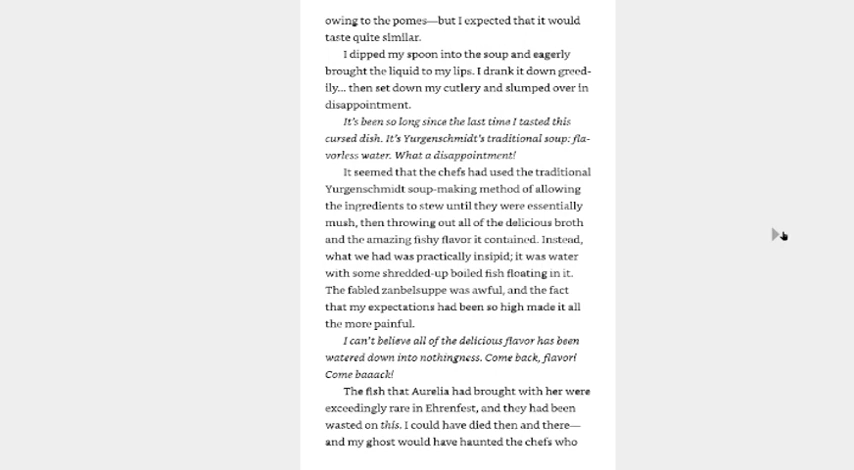 owing to the pomes—but I expected that it would
taste quite similar.
I dipped my spoon into the soup and eagerly
brought the liquid to my lips. I drank it down greed-
ily... then set down my cutlery and slumped over in
disappointment.
It's been so long since the last time I tasted this
cursed dish. It's Yurgenschmidt's traditional soup: fla-
vorless water. What a disappointment!
It seemed that the chefs had used the traditional
Yurgenschmidt soup-making method of allowing
the ingredients to stew until they were essentially
mush, then throwing out all of the delicious broth
and the amazing fishy flavor it contained. Instead,
what we had was practically insipid; it was water
with some shredded-up boiled fish floating in it.
The fabled zanbelsuppe was awful, and the fact
that my expectations had been so high made it all
the more painful.
I can't believe all of the delicious flavor has been
watered down into nothingness. Come back, flavor!
Come baaack!
The fish that Aurelia had brought with her were
exceedingly rare in Ehrenfest, and they had been
wasted on this. I could have died then and there—
and my ghost would have haunted the chefs who